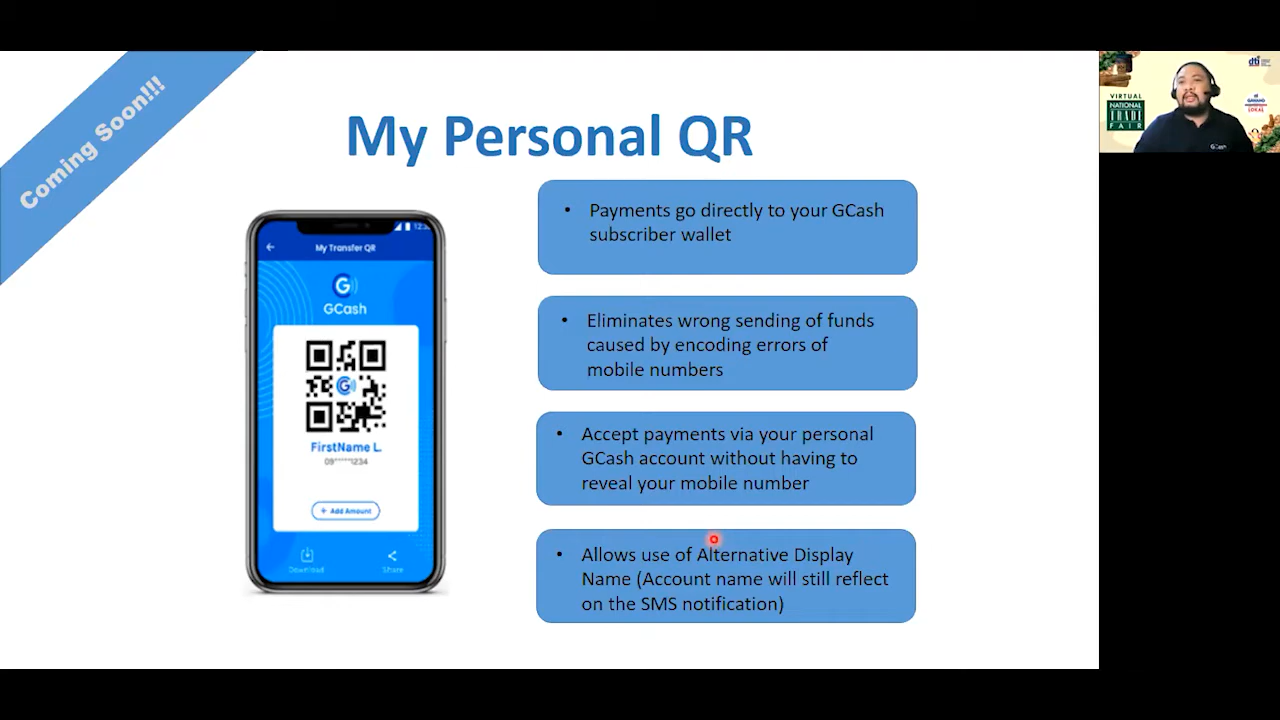 Coming Soon!!!
My Personal QR
• Payments go directly to your GCash
subscriber wallet
• Eliminates wrong sending of funds
caused by encoding errors of
mobile numbers
• Accept payments via your personal
GCash account without having to
reveal your mobile number
• Allows use of Alternative Display
Name (Account name will still reflect
on the SMS notification)
My Transfer QR
GCash
FirstName L.
09*****1234
+ Add Amount
Download
Share
dti
VIRTUAL
NATIONAL
TRADE
FAIR
LOKAL
GCash